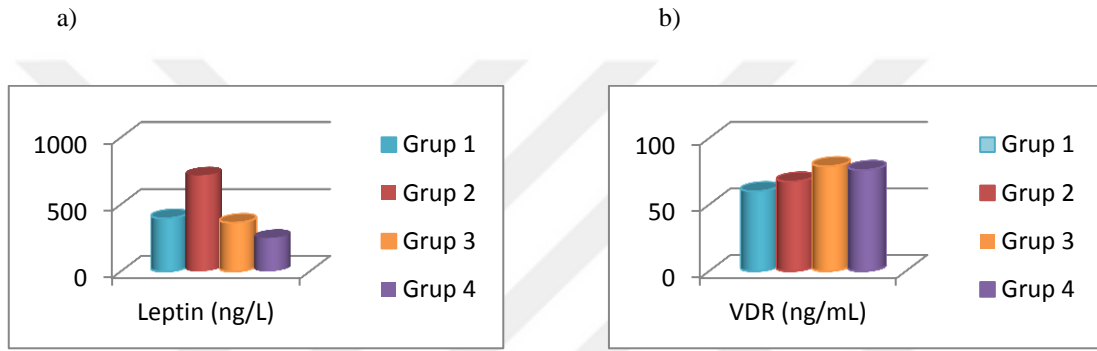 a)
b)
1000
500
0
Leptin (ng/L)
Grup 1
Grup 2
Grup 3
Grup 4
100
50
0
VDR (ng/mL)
Grup 1
Grup 2
Grup 3
Grup 4